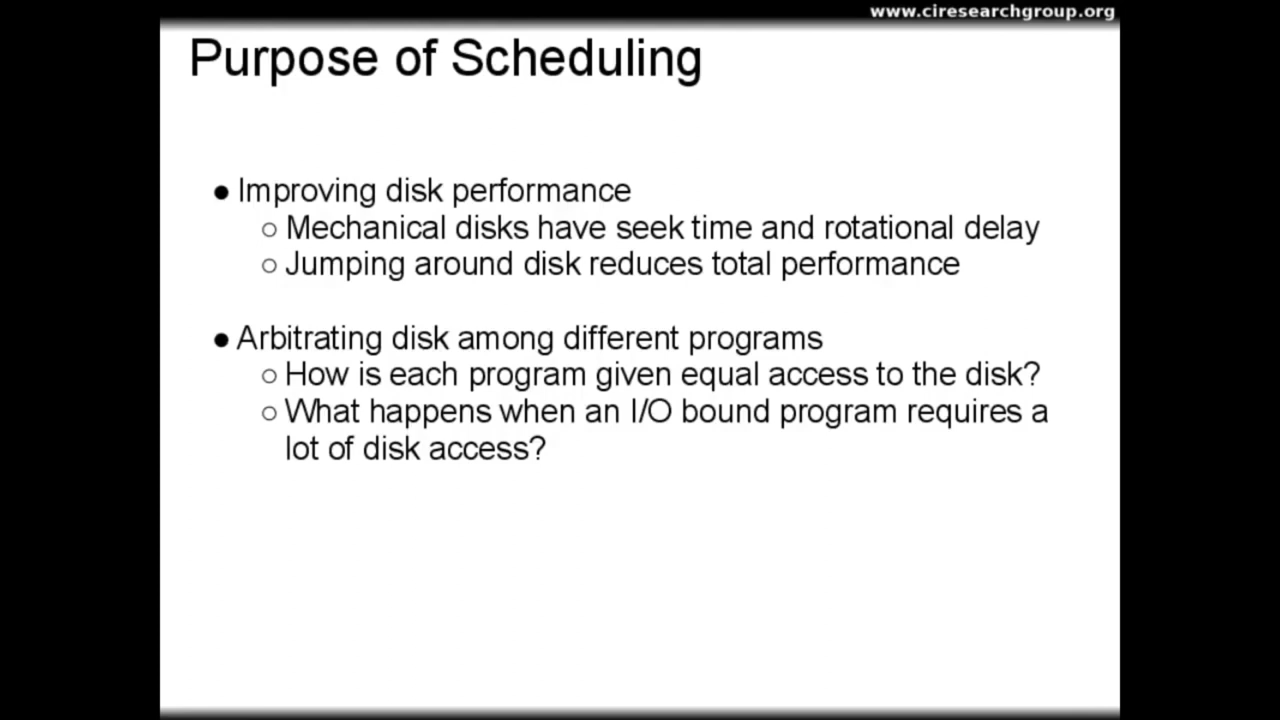 www.ciresearchgroup.org
Purpose of Scheduling
● Improving disk performance
○ Mechanical disks have seek time and rotational delay
○ Jumping around disk reduces total performance
● Arbitrating disk among different programs
○ How is each program given equal access to the disk?
○ What happens when an I/O bound program requires a
lot of disk access?